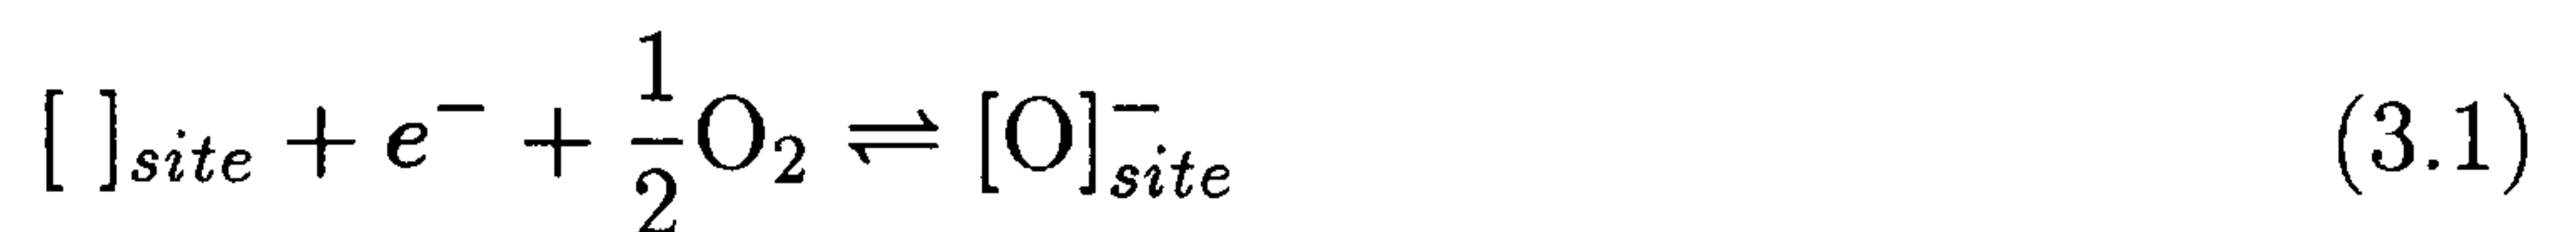 [ ]_{site} + e^- + \frac{1}{2}O_2 \rightleftharpoons [O]^-_{site} (3.1)